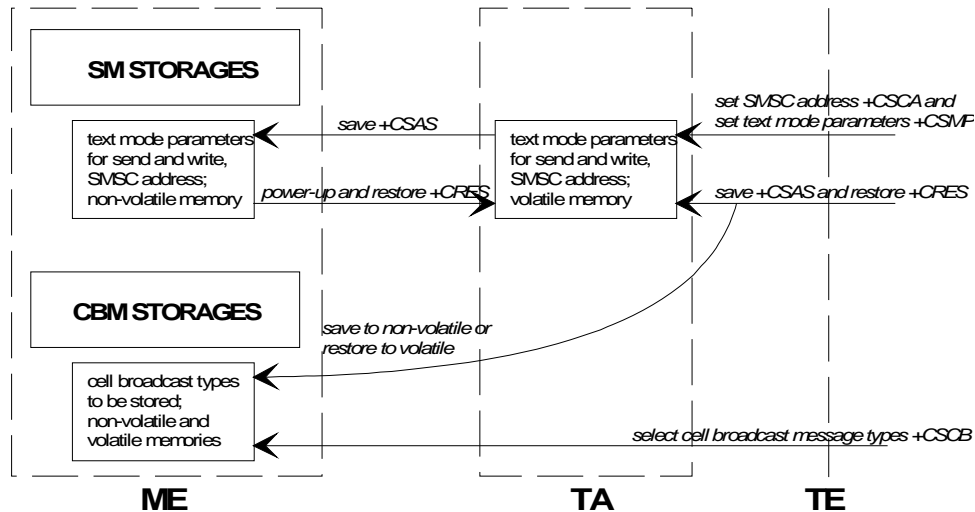 SM STORAGES
set SMSC address +CSCA and
set text mode parameters +CSMP
save +CSAS
text mode parameters
for send and write,
SMSC address;
non-volatile memory
text mode parameters
for send and write,
SMSC address;
volatile memory
power-up and restore +CRES
save +CSAS and restore +CRES
CBM STORAGES
save to non-volatile or
restore to volatile
cell broadcast types
to be stored;
non-volatile and
volatile memories
select cell broadcast message types +CSCB
ME
TA
TE